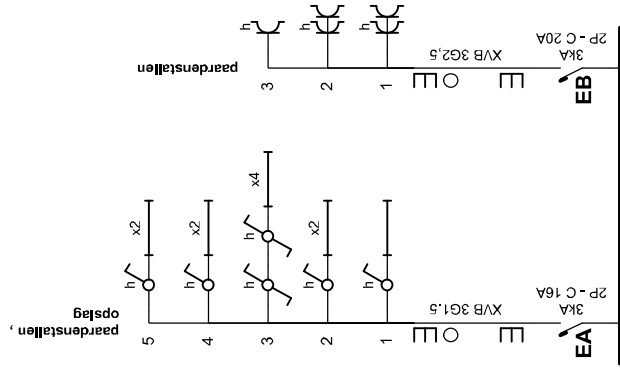 paardenstallen ,
opslag
5
h
x2
4
h
x2
3
h
h
x4
2
h
x2
1
h
XVB 3G1.5
EA
3kA
2P - C 16A
paardenstallen
3
h
2
h
1
h
XVB 3G2,5
EB
3kA
2P - C 20A